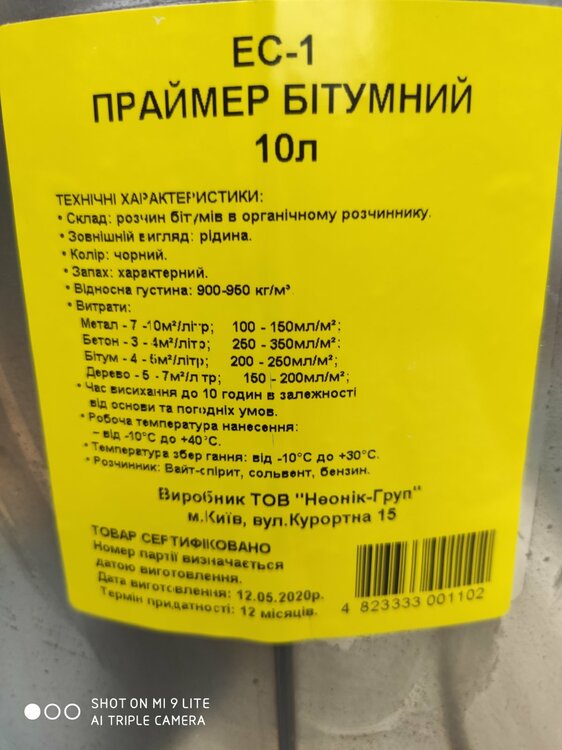 ЕС-1
ПРАЙМЕР БІТУМНИЙ
10л
ТЕХНІЧНІ ХАРАКТЕРИСТИКИ:
• Склад: розчин бітумів в органічному розчиннику.
• Зовнішній вигляд: рідина.
• Колір: чорний.
• Запах: характерний.
• Відносна густина: 900-950 кг/м³
• Витрати:
Метал - 7 -10м²/літр; 100 - 150мл/м²;
Бетон - 3 - 4м²/літр; 250 - 350мл/м²;
Бітум - 4 - 5м²/літр; 200 - 250мл/м²;
Дерево - 5 - 7м²/літр; 150 - 200мл/м²;
• Час висихання до 10 годин в залежності
від основи та погодніх умов.
• Робоча температура нанесення:
– від -10°С до +40°С.
• Температура зберігання: від -10°С до +30°С.
• Розчинник: Вайт-спірит, сольвент, бензин.
Виробник ТОВ "Неонік-Груп"
м.Київ, вул.Курортна 15
ТОВАР СЕРТИФІКОВАНО
Номер партії визначається
датою виготовлення.
Дата виготовлення: 12.05.2020р.
Термін придатності: 12 місяців.
4 823333 001102
SHOT ON MI 9 LITE
AI TRIPLE CAMERA